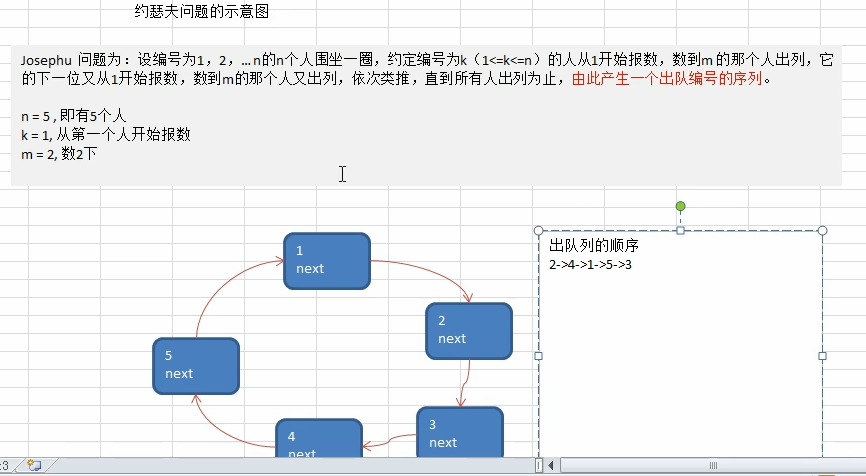 约瑟夫问题的示意图
Josephu 问题为：设编号为1，2，… n的n个人围坐一圈，约定编号为k（1<=k<=n）的人从1开始报数，数到m 的那个人出列，它
的下一位又从1开始报数，数到m的那个人又出列，依次类推，直到所有人出列为止，由此产生一个出队编号的序列。
n = 5 , 即有5个人
k = 1, 从第一个人开始报数
m = 2, 数2下
1
next
2
next
3
next
4
next
5
next
出队列的顺序
2->4->1->5->3